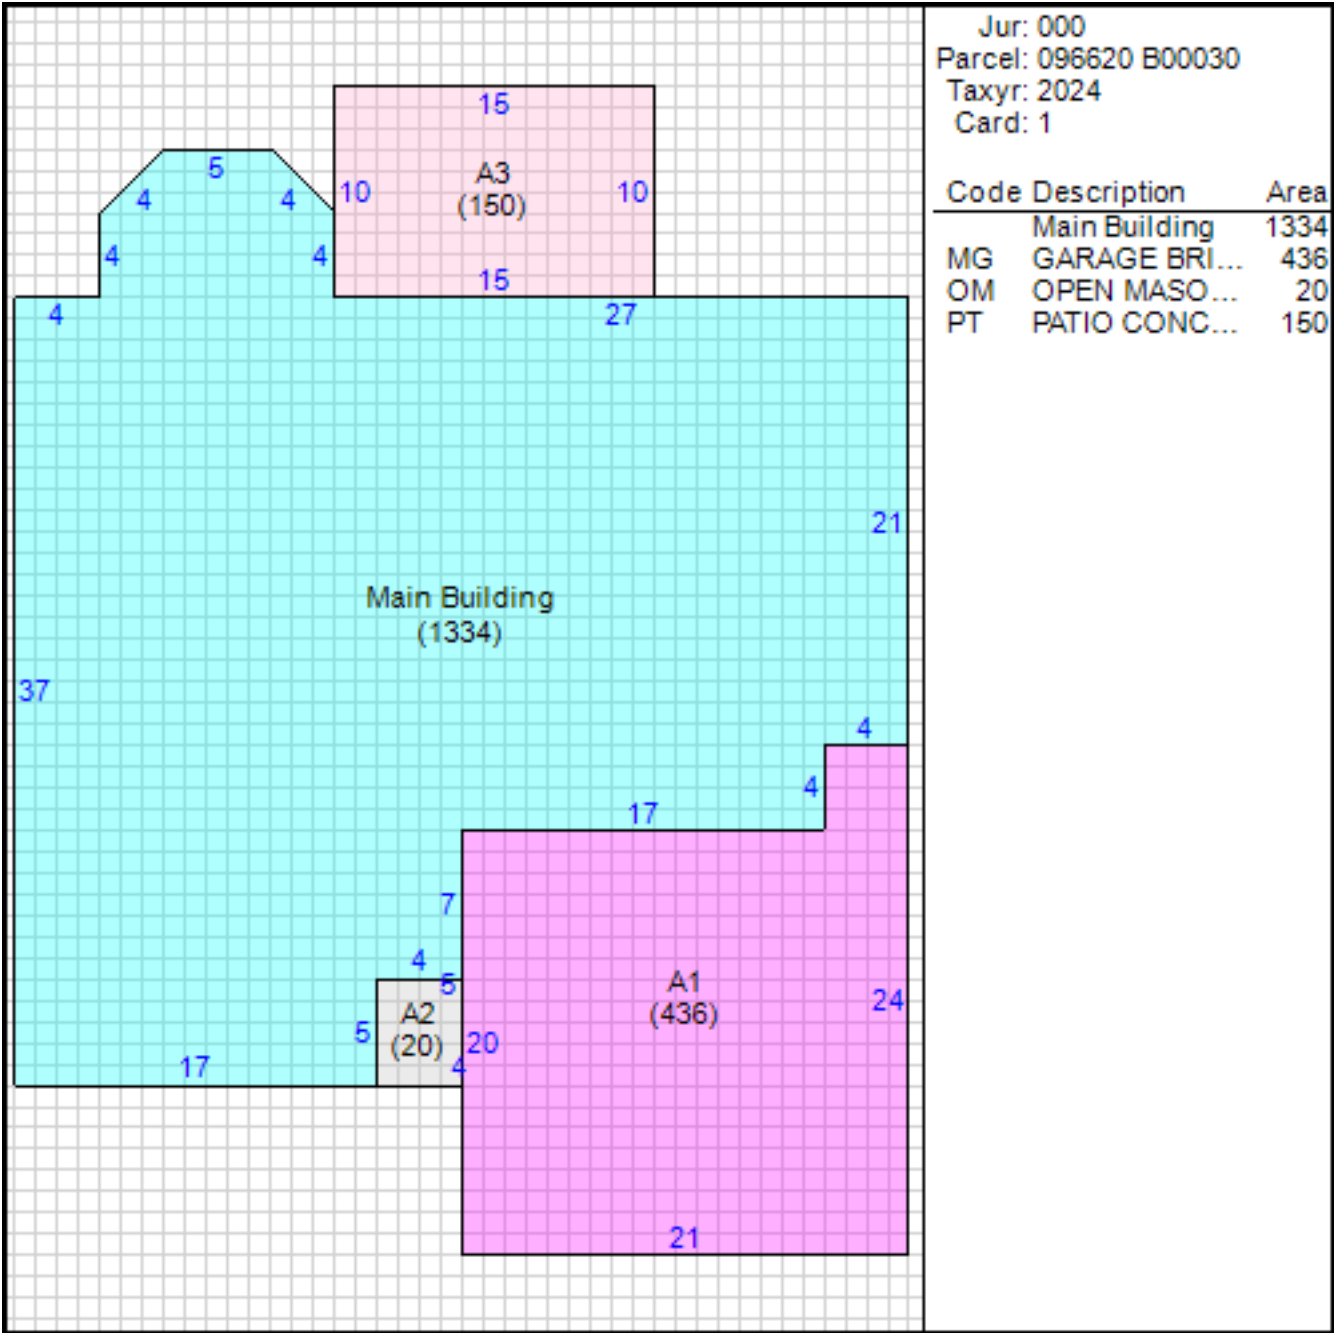 Jur: 000
Parcel: 096620 B00030
Taxyr: 2024
Card: 1
Code Description Area
Main Building 1334
MG GARAGE BRI... 436
OM OPEN MASO... 20
PT PATIO CONC... 150
15
5
A3
10
10
(150)
4
4
4
4
15
4
27
21
Main Building
(1334)
37
4
4
17
7
4
5
A1
24
(436)
A2
5
(20)
20
4
17
21